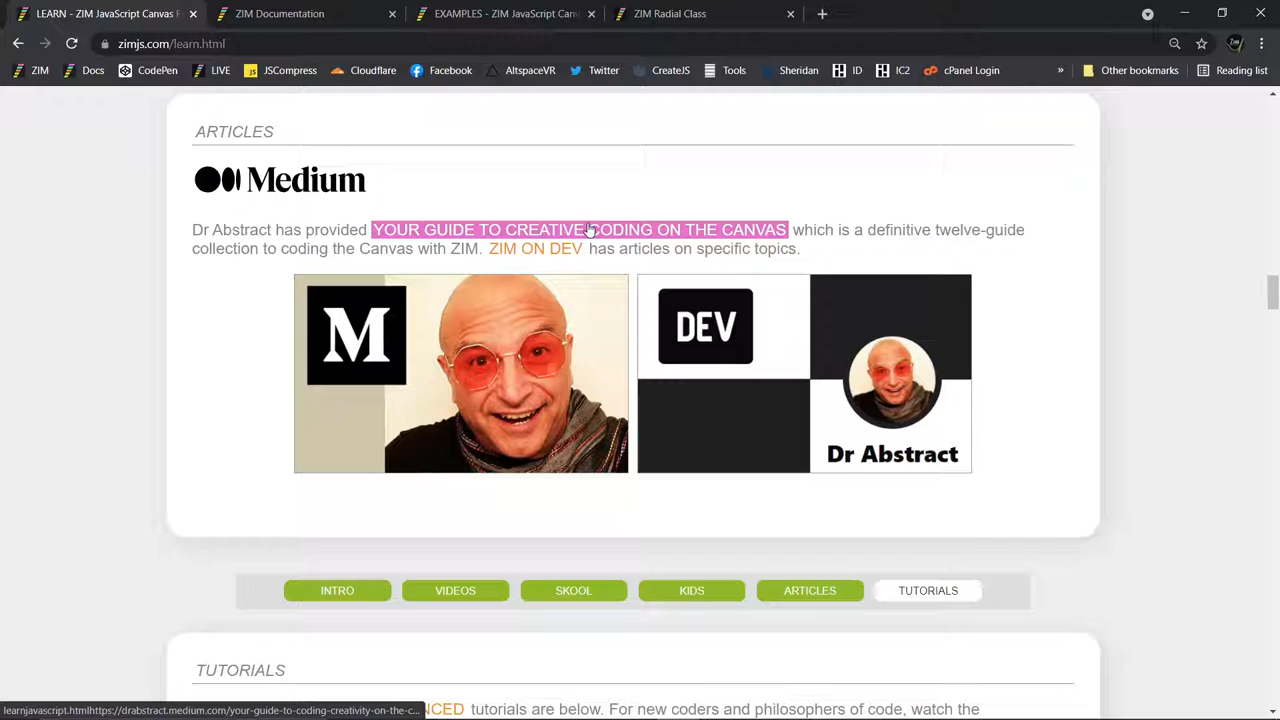 LEARN - ZIM JavaScript Canvas F
ZIM Documentation
EXAMPLES - ZIM JavaScript Canv
ZIM Radial Class
zimjs.com/learn.html
ZIM
Docs
CodePen
LIVE
JSCompress
Cloudflare
Facebook
AltspaceVR
Twitter
CreateJS
Tools
Sheridan
ID
IC2
cPanel Login
»
Other bookmarks
Reading list
ARTICLES
Medium
Dr Abstract has provided YOUR GUIDE TO CREATIVE CODING ON THE CANVAS which is a definitive twelve-guide
collection to coding the Canvas with ZIM. ZIM ON DEV has articles on specific topics.
M
DEV
Dr Abstract
INTRO
VIDEOS
SKOOL
KIDS
ARTICLES
TUTORIALS
TUTORIALS
NCED tutorials are below. For new coders and philosophers of code, watch the
learnjavascript.htmlhttps://drabstract.medium.com/your-guide-to-coding-creativity-on-the-c...